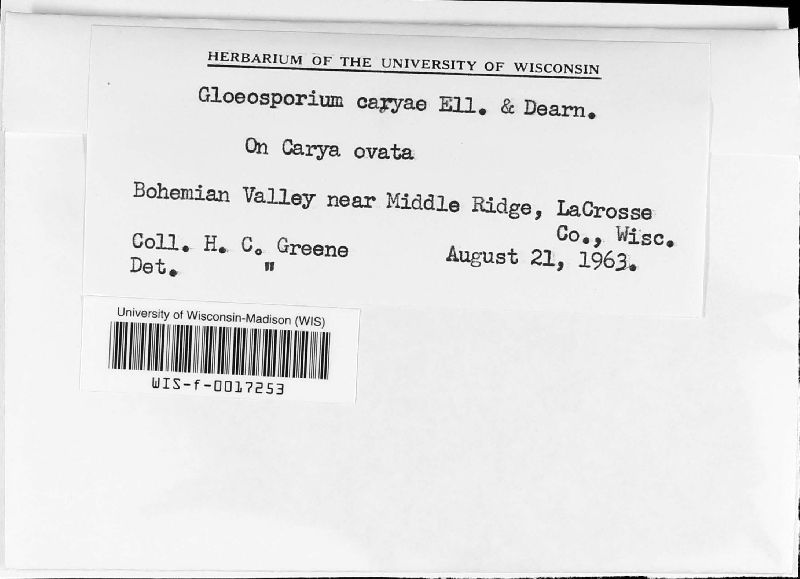 HERBARIUM OF THE UNIVERSITY OF WISCONSIN
Gloeosporium caryae Ell. & Dearn.
On Carya ovata
Bohemian Valley near Middle Ridge, LaCrosse
Co., Wisc.
Coll. H. C. Greene August 21, 1963.
Det. "
University of Wisconsin-Madison (WIS)
WIS-f-0017253